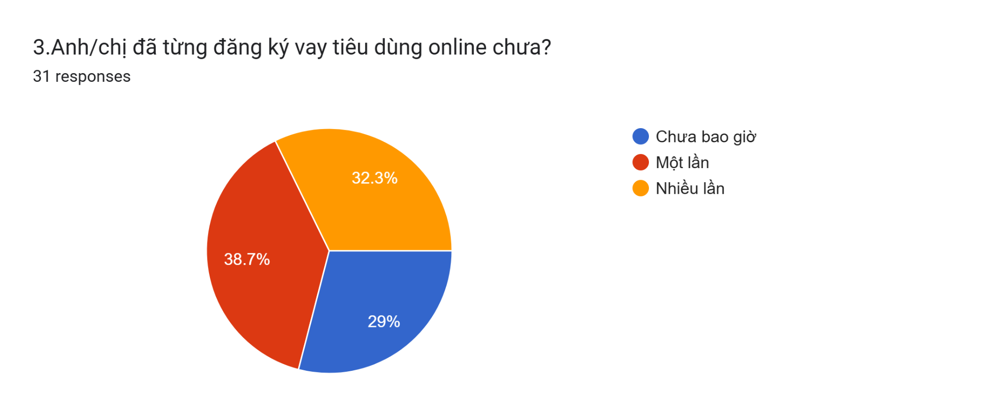 3.Anh/chị đã từng đăng ký vay tiêu dùng online chưa?
31 responses
Chưa bao giờ
Một lần
Nhiều lần
32.3%
38.7%
29%